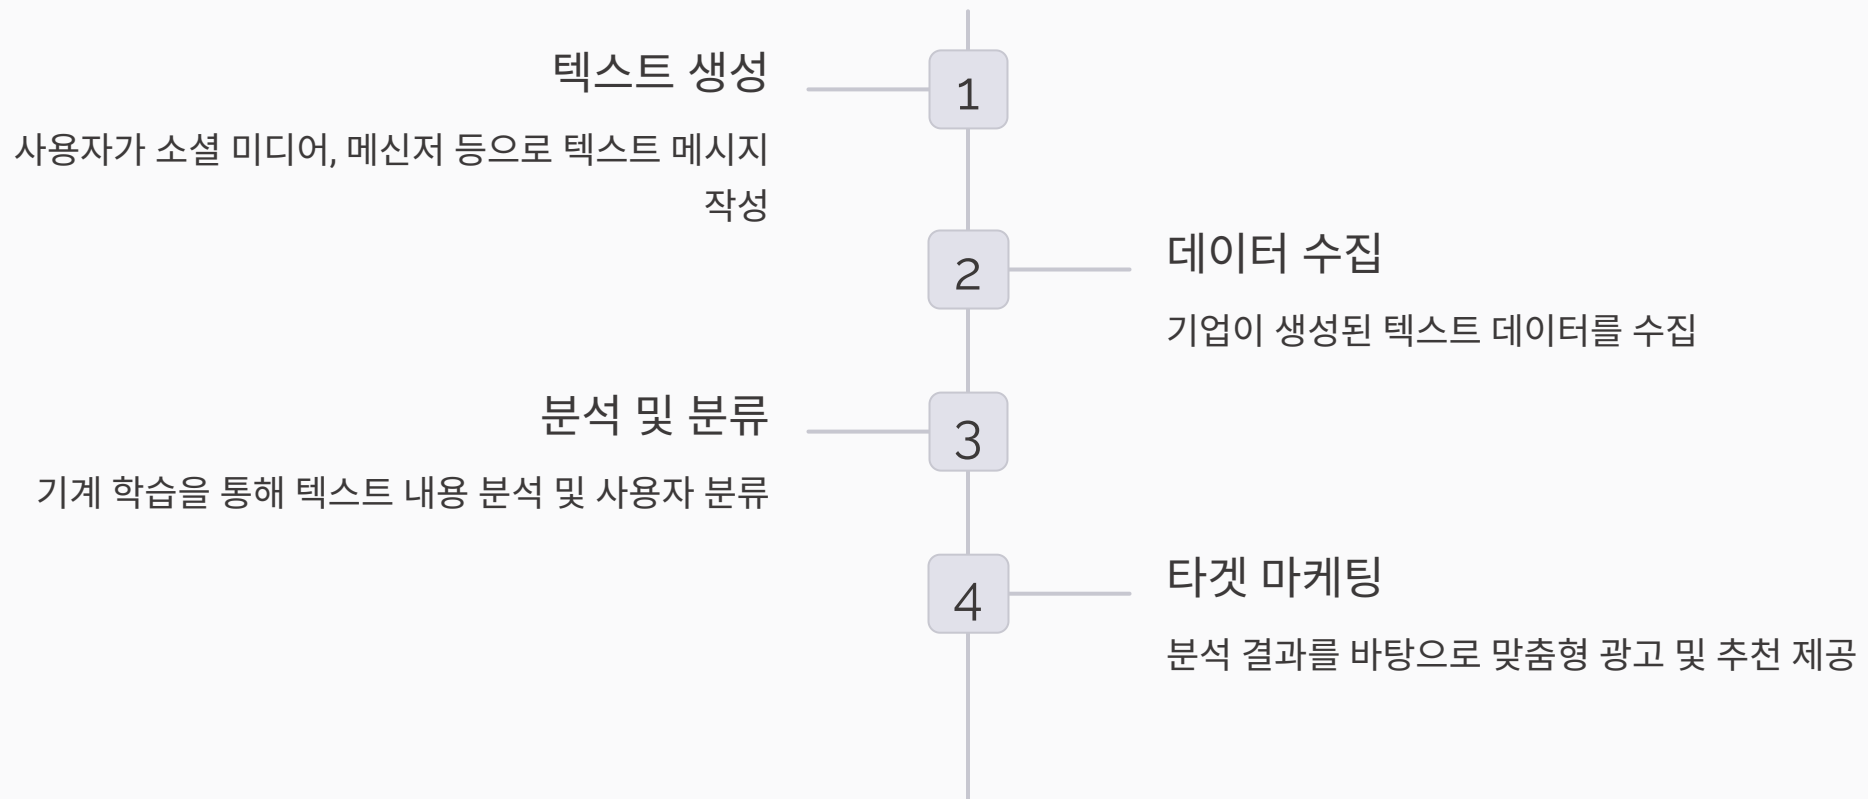 텍스트 생성
1
사용자가 소셜 미디어, 메신저 등으로 텍스트 메시지
작성
2
데이터 수집
기업이 생성된 텍스트 데이터를 수집
분석 및 분류
3
기계 학습을 통해 텍스트 내용 분석 및 사용자 분류
4
타겟 마케팅
분석 결과를 바탕으로 맞춤형 광고 및 추천 제공